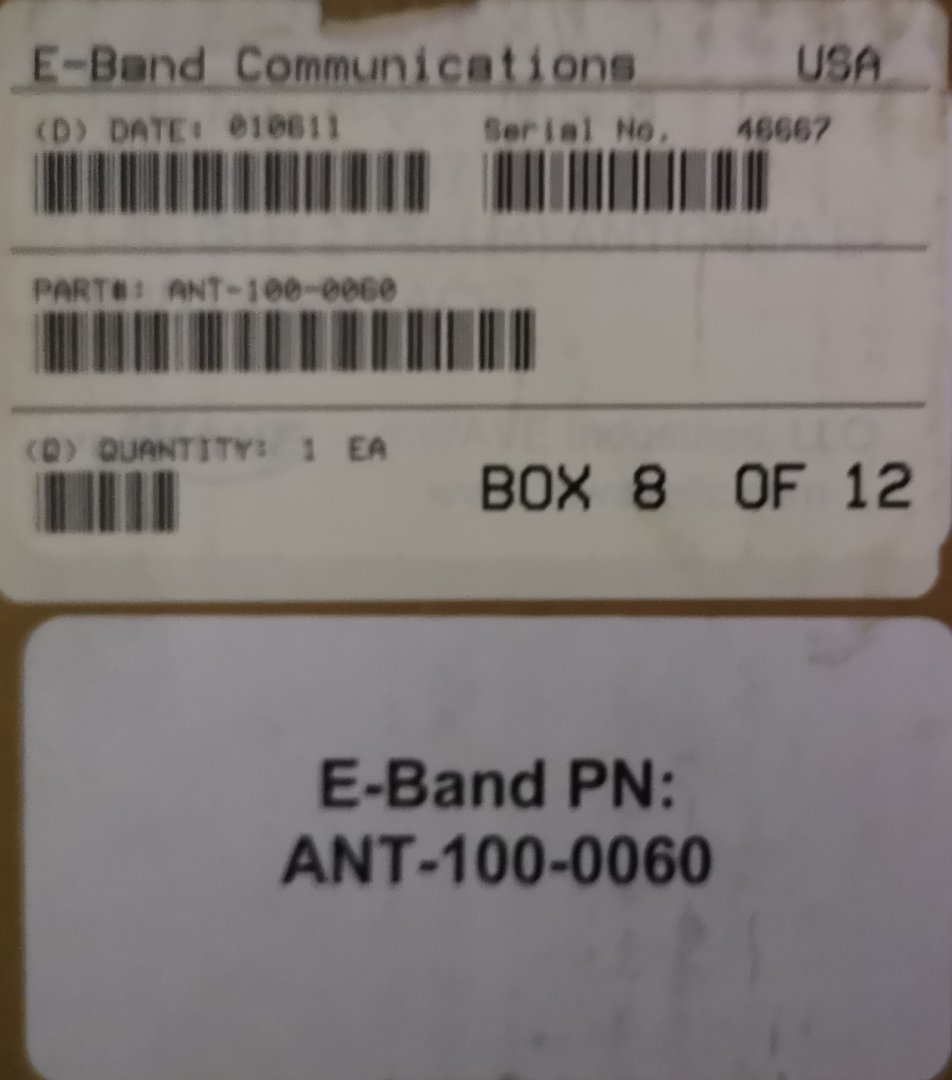 E-Band Communications USA
(D) DATE: 010611 Serial No. 46667
PART#: ANT-100-0060
(Q) QUANTITY: 1 EA
BOX 8 OF 12
E-Band PN:
ANT-100-0060